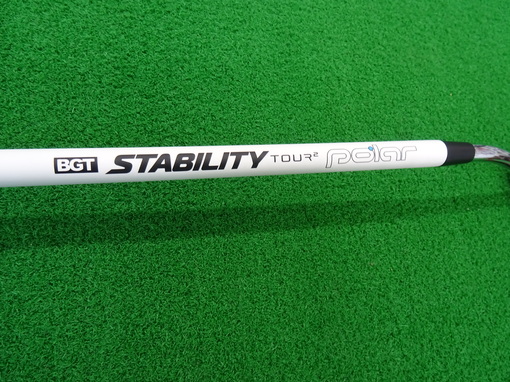 BGT STABILITY TOUR² polar